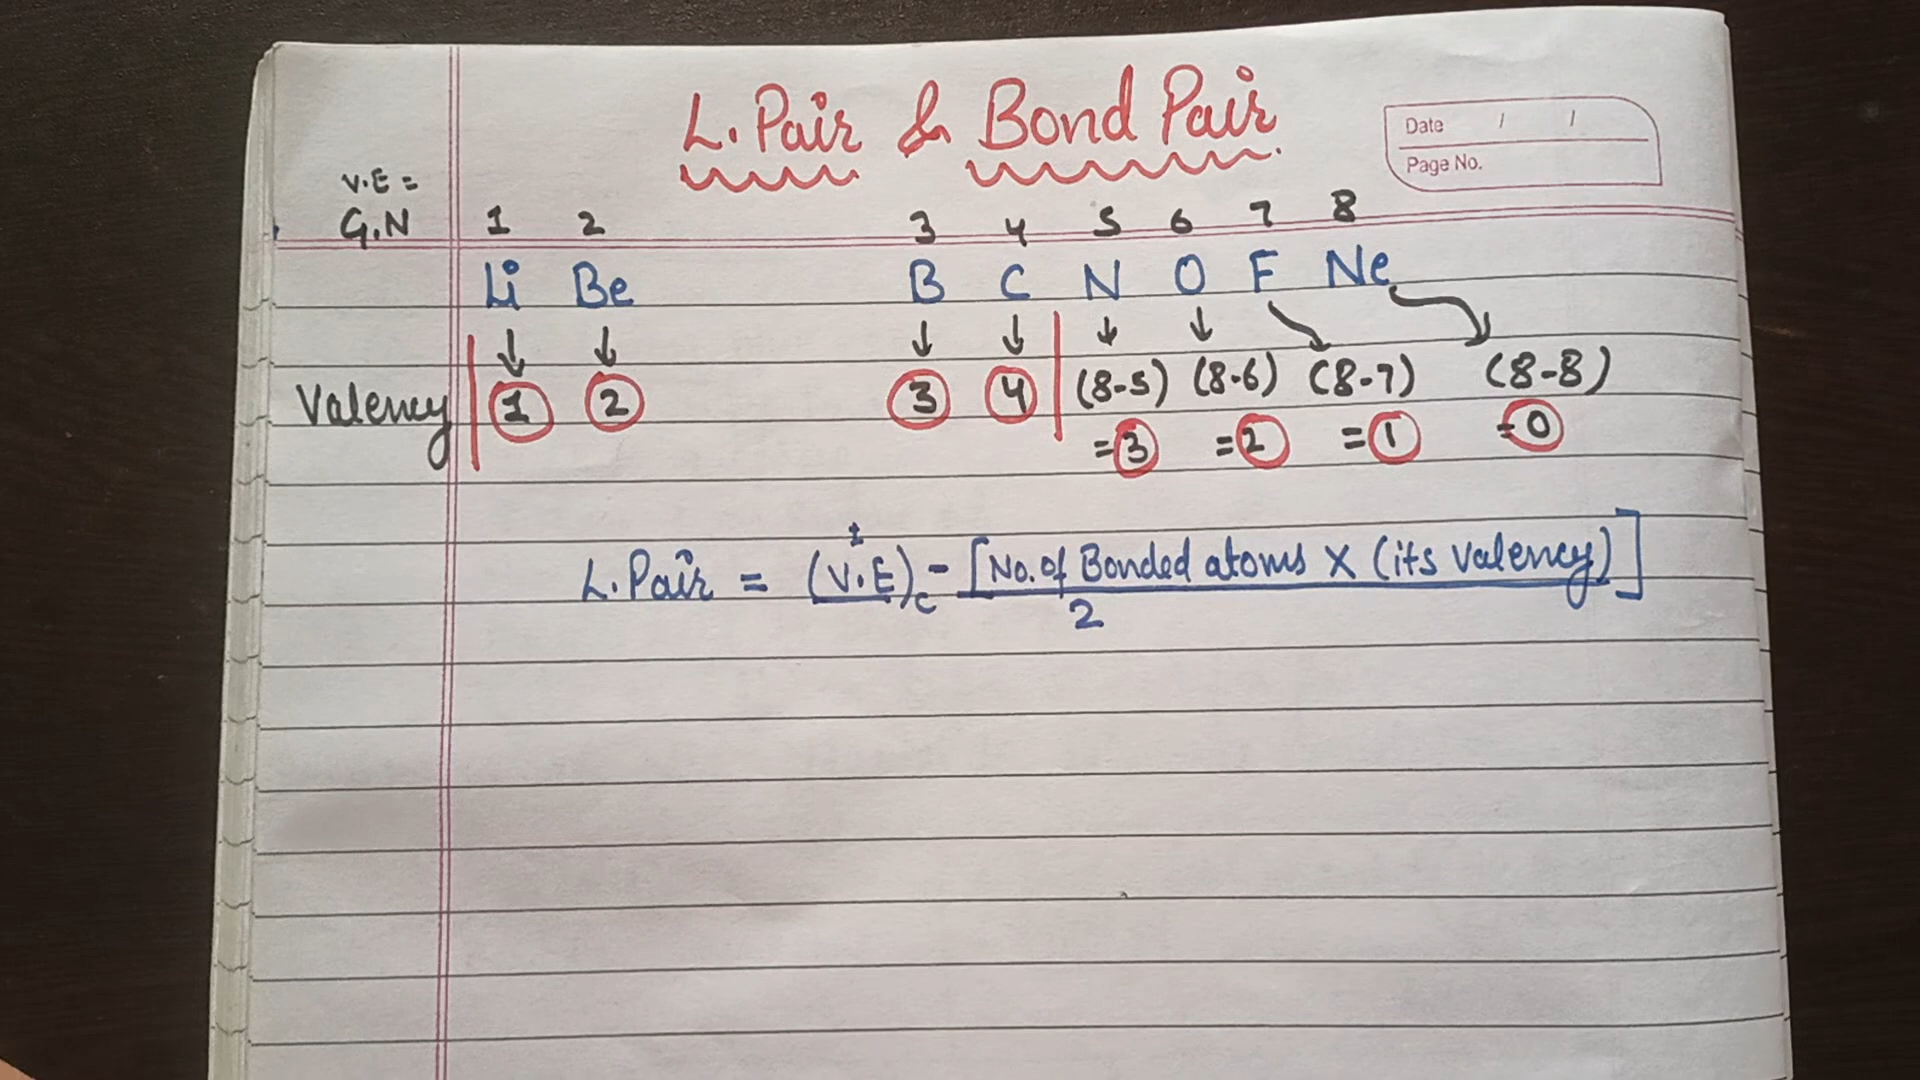 L. Pair & Bond Pair
Date / /
Page No.
V.E =
G.N 1 2 3 4 5 6 7 8
Li Be B C N O F Ne
Valency 1 2 3 4 (8-5) (8-6) (8-7) (8-8)
=3 =2 =1 =0
L. Pair = (V.E)c - [No. of Bonded atoms X (its valency)]
2